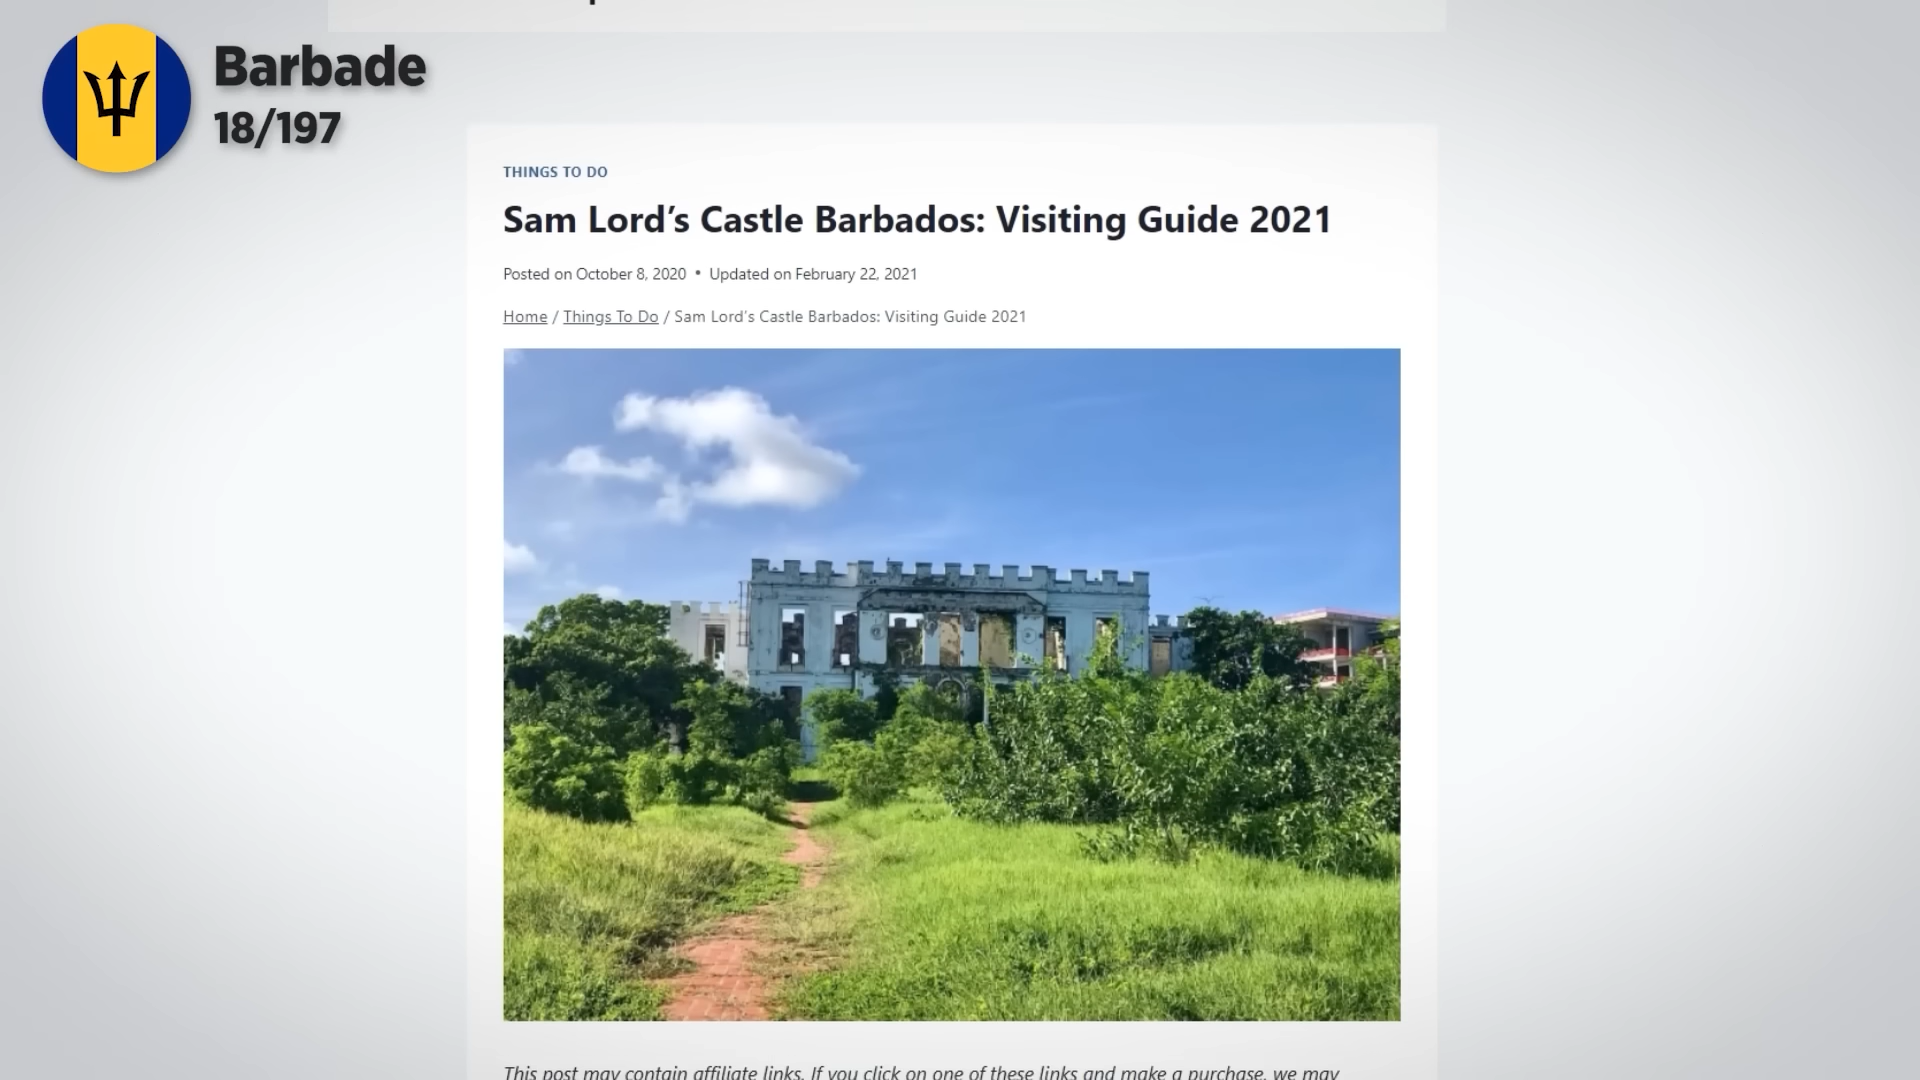 Barbade
18/197
THINGS TO DO
Sam Lord’s Castle Barbados: Visiting Guide 2021
Posted on October 8, 2020 • Updated on February 22, 2021
Home / Things To Do / Sam Lord’s Castle Barbados: Visiting Guide 2021
This post may contain affiliate links. If you click on one of these links and make a purchase, we may